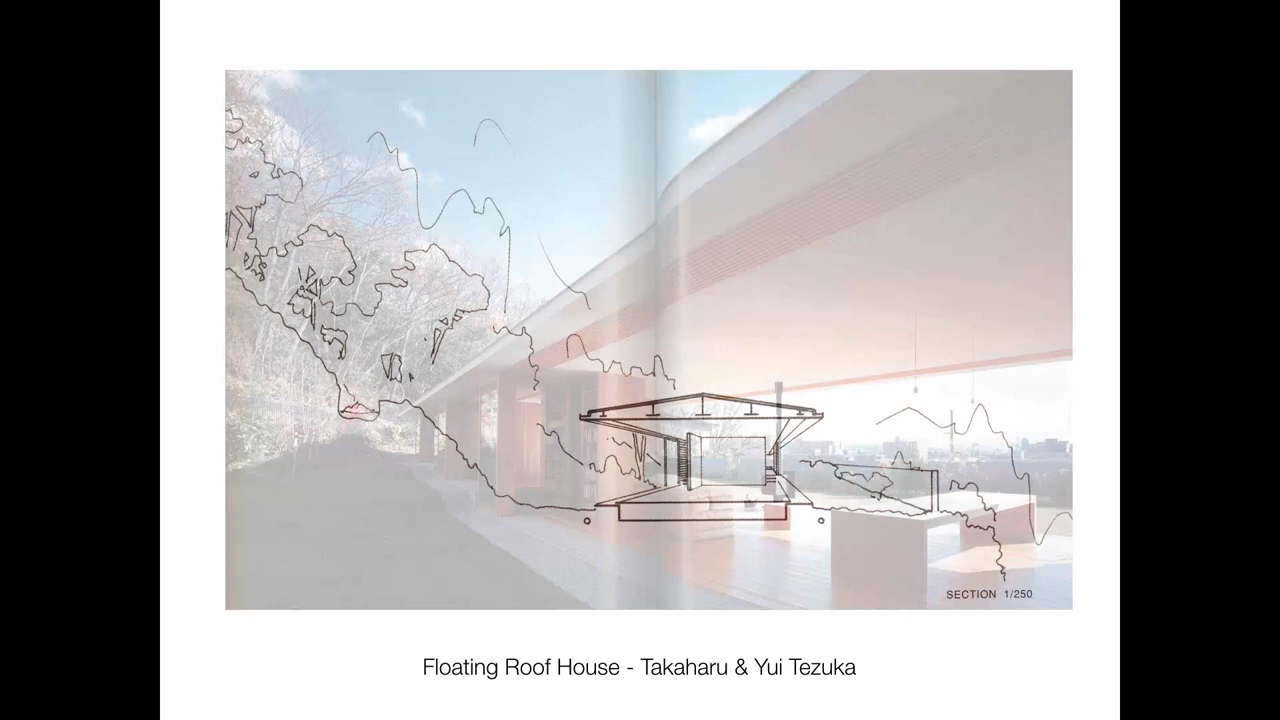 SECTION 1/250
Floating Roof House - Takaharu & Yui Tezuka